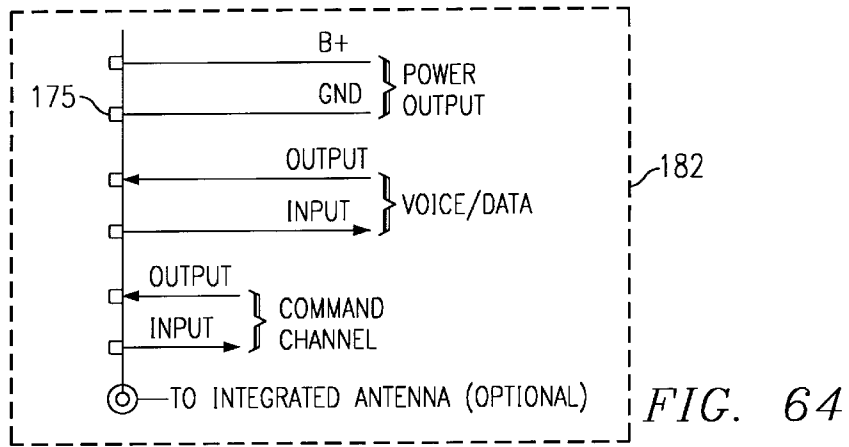 B+
POWER
OUTPUT
175
GND
OUTPUT
182
VOICE/DATA
INPUT
OUTPUT
COMMAND
CHANNEL
INPUT
TO INTEGRATED ANTENNA (OPTIONAL)
FIG. 64